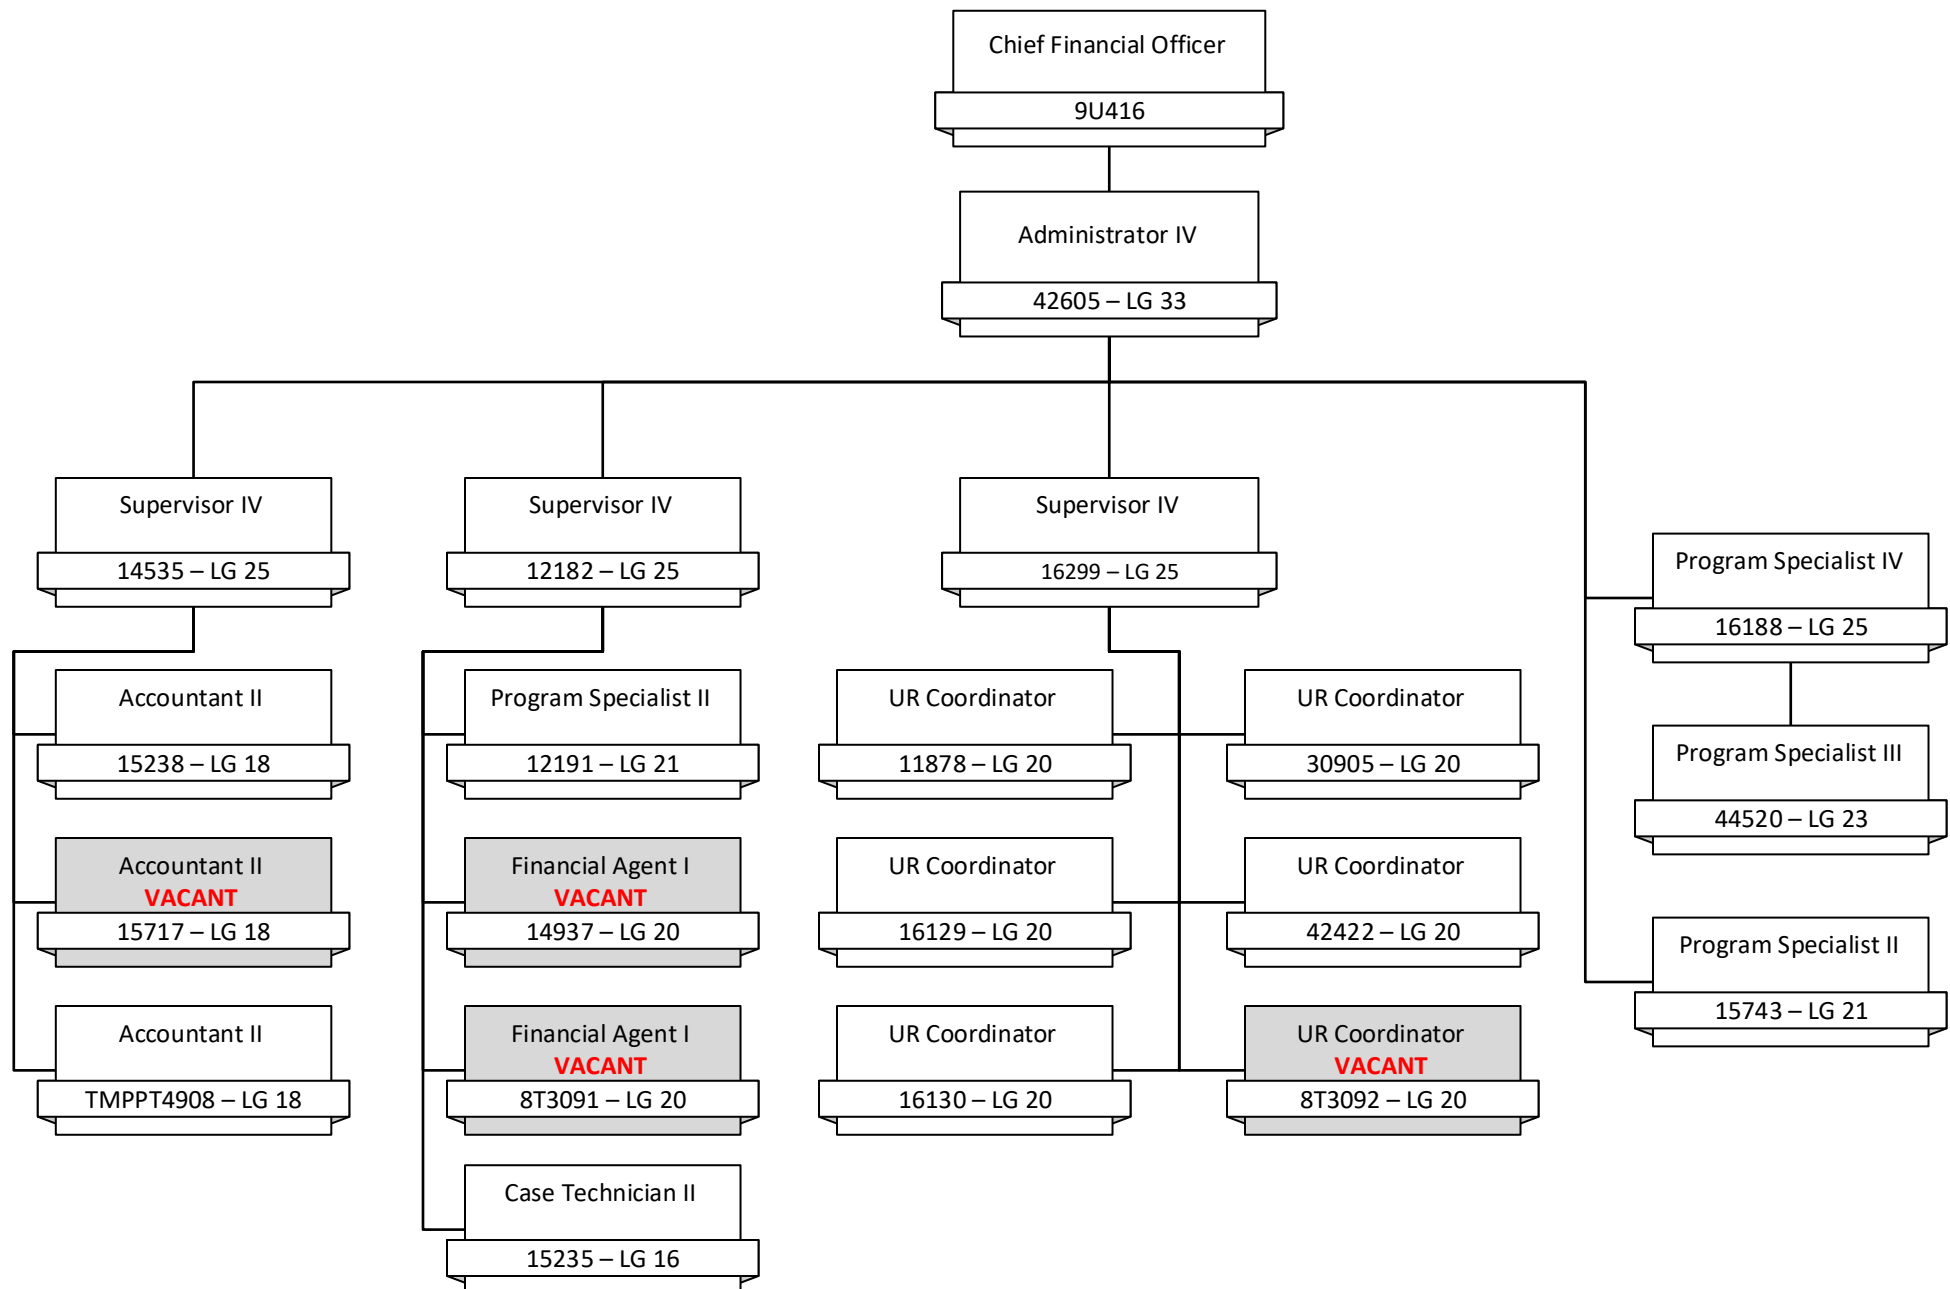 Chief Financial Officer
9U416
Administrator IV
42605 – LG 33
Supervisor IV
14535 – LG 25
Supervisor IV
12182 – LG 25
Supervisor IV
16299 – LG 25
Program Specialist IV
16188 – LG 25
Accountant II
15238 – LG 18
Program Specialist II
12191 – LG 21
UR Coordinator
11878 – LG 20
UR Coordinator
30905 – LG 20
Program Specialist III
44520 – LG 23
Accountant II
VACANT
15717 – LG 18
Financial Agent I
VACANT
14937 – LG 20
UR Coordinator
16129 – LG 20
UR Coordinator
42422 – LG 20
Program Specialist II
15743 – LG 21
Accountant II
TMPPT4908 – LG 18
Financial Agent I
VACANT
8T3091 – LG 20
UR Coordinator
16130 – LG 20
UR Coordinator
VACANT
8T3092 – LG 20
Case Technician II
15235 – LG 16